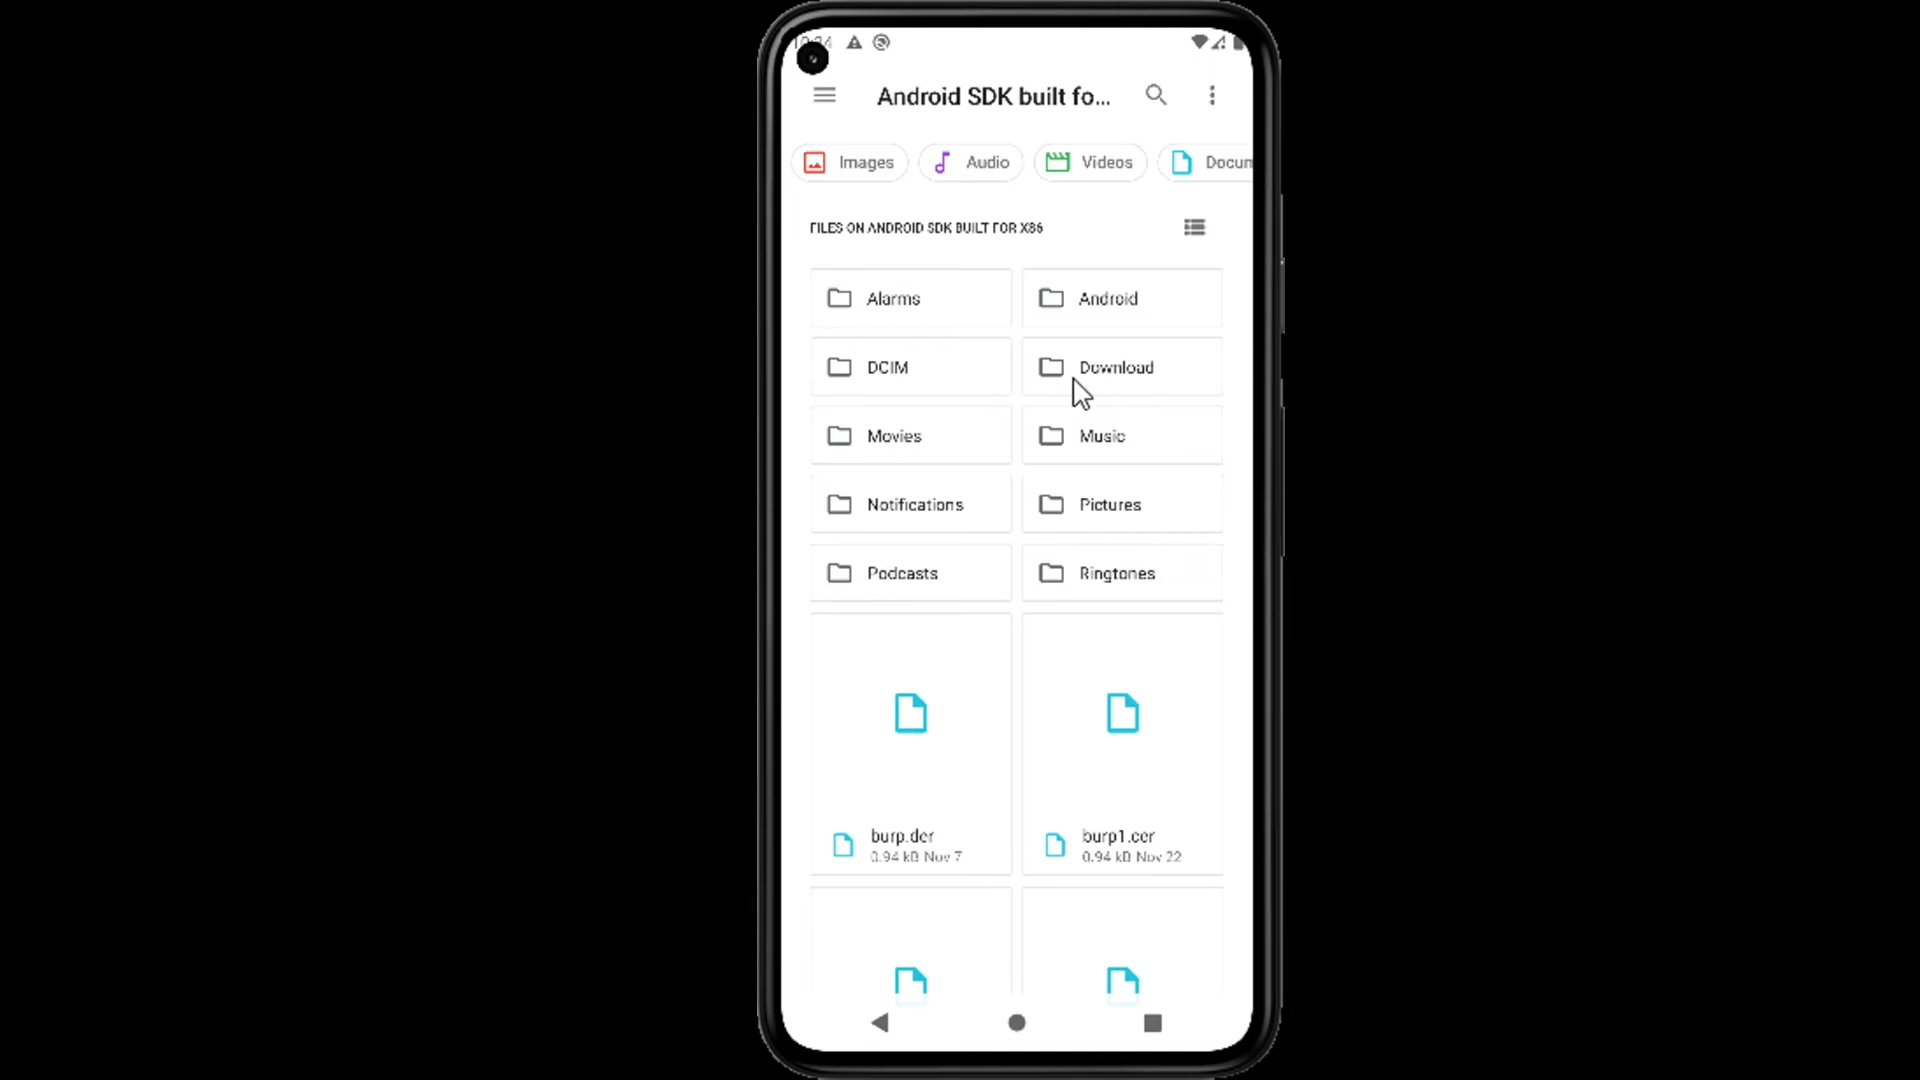 Android SDK built fo...
Images
Audio
Videos
Docum
FILES ON ANDROID SDK BUILT FOR X86
Alarms
Android
DCIM
Download
Movies
Music
Notifications
Pictures
Podcasts
Ringtones
burp.der
0.94 kB Nov 7
burp1.cer
0.94 kB Nov 22